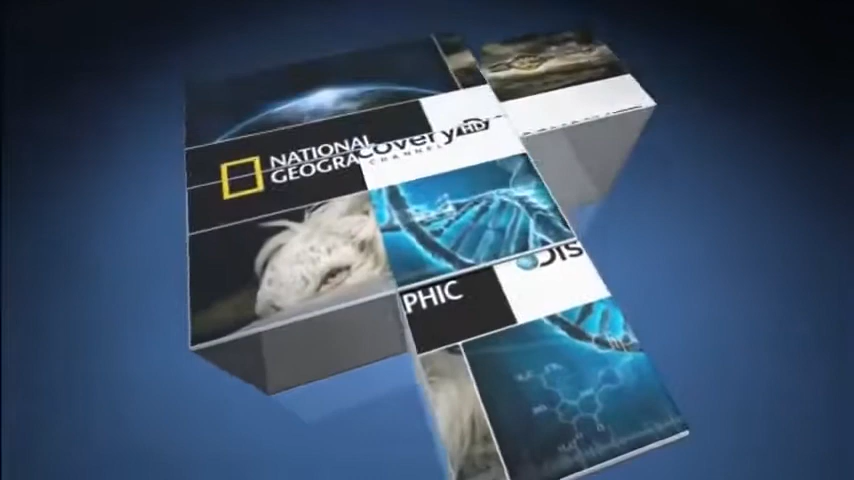 NATIONAL
GEOGRA
covery HD
CHANNEL
DIS
PHIC